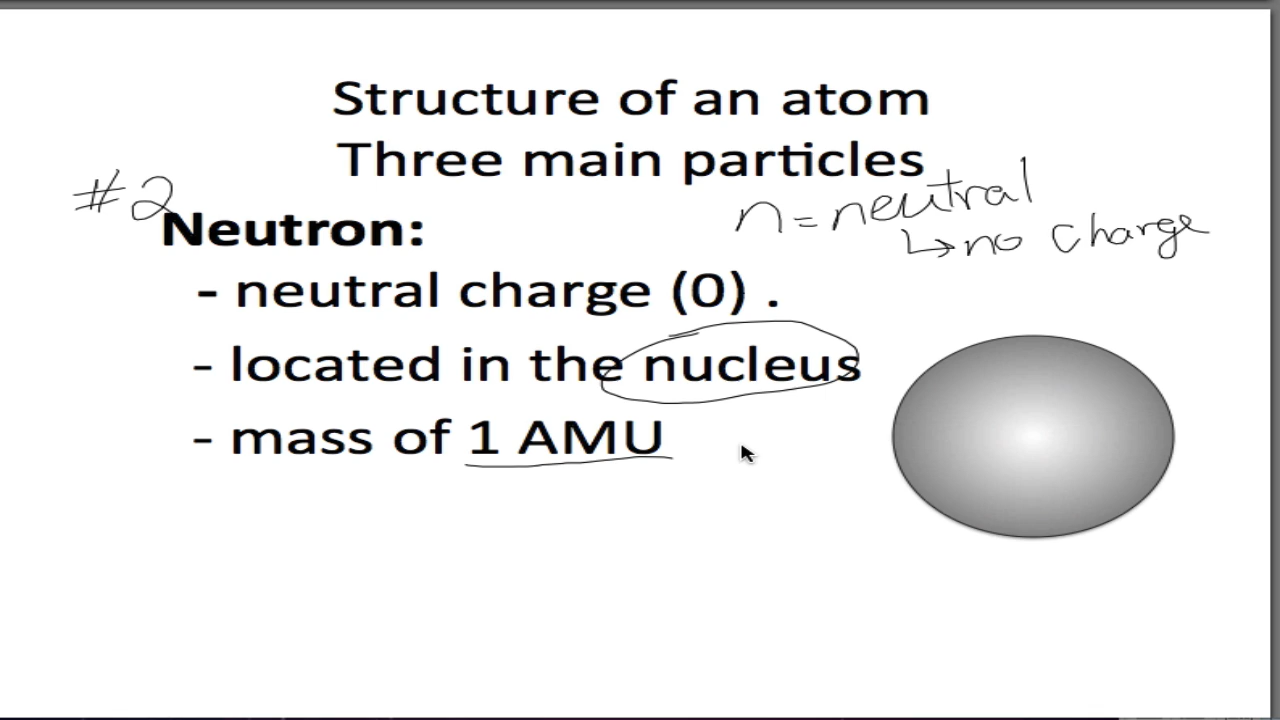 Structure of an atom
Three main particles
#2
n = neutral
Neutron:
↳ no charge
- neutral charge (0) .
- located in the nucleus
- mass of 1 AMU